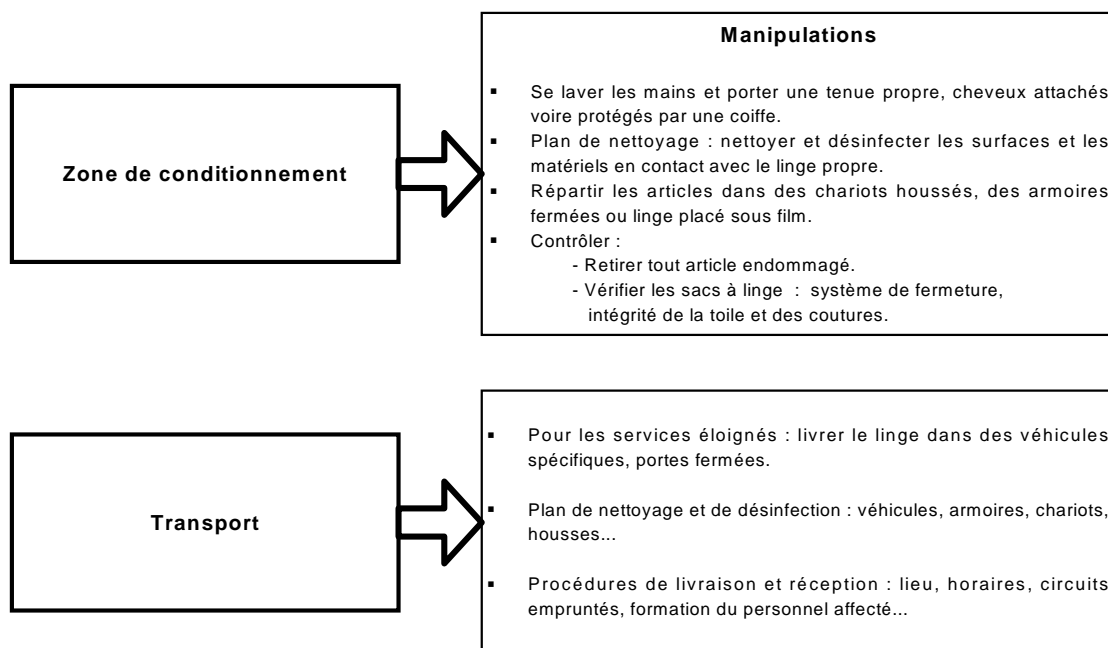 Manipulations
Zone de conditionnement
▪ Se laver les mains et porter une tenue propre, cheveux attachés
voire protégés par une coiffe.
▪ Plan de nettoyage : nettoyer et désinfecter les surfaces et les
matériels en contact avec le linge propre.
▪ Répartir les articles dans des chariots houssés, des armoires
fermées ou linge placé sous film.
▪ Contrôler :
- Retirer tout article endommagé.
- Vérifier les sacs à linge : système de fermeture,
intégrité de la toile et des coutures.
Transport
▪ Pour les services éloignés : livrer le linge dans des véhicules
spécifiques, portes fermées.
▪ Plan de nettoyage et de désinfection : véhicules, armoires, chariots,
housses...
▪ Procédures de livraison et réception : lieu, horaires, circuits
empruntés, formation du personnel affecté...